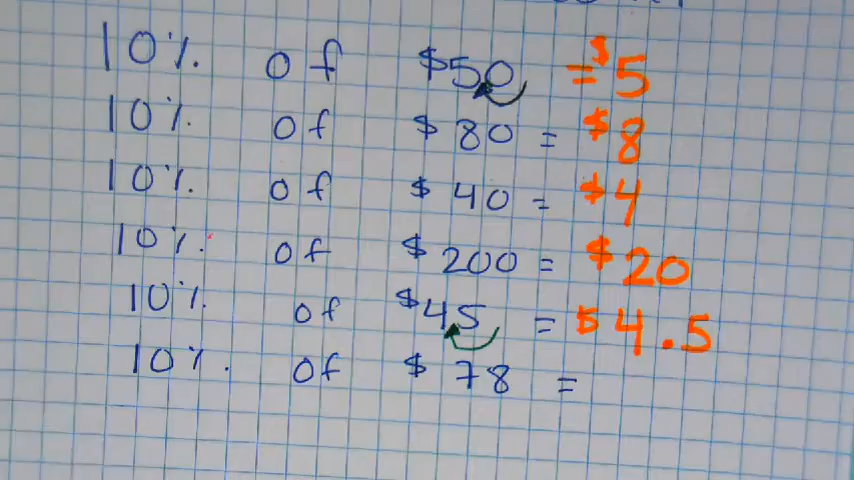 10% of $50 = $5
10% of $80 = $8
10% of $40 = $4
10% of $200 = $20
10% of $45 = $4.5
10% of $78 =